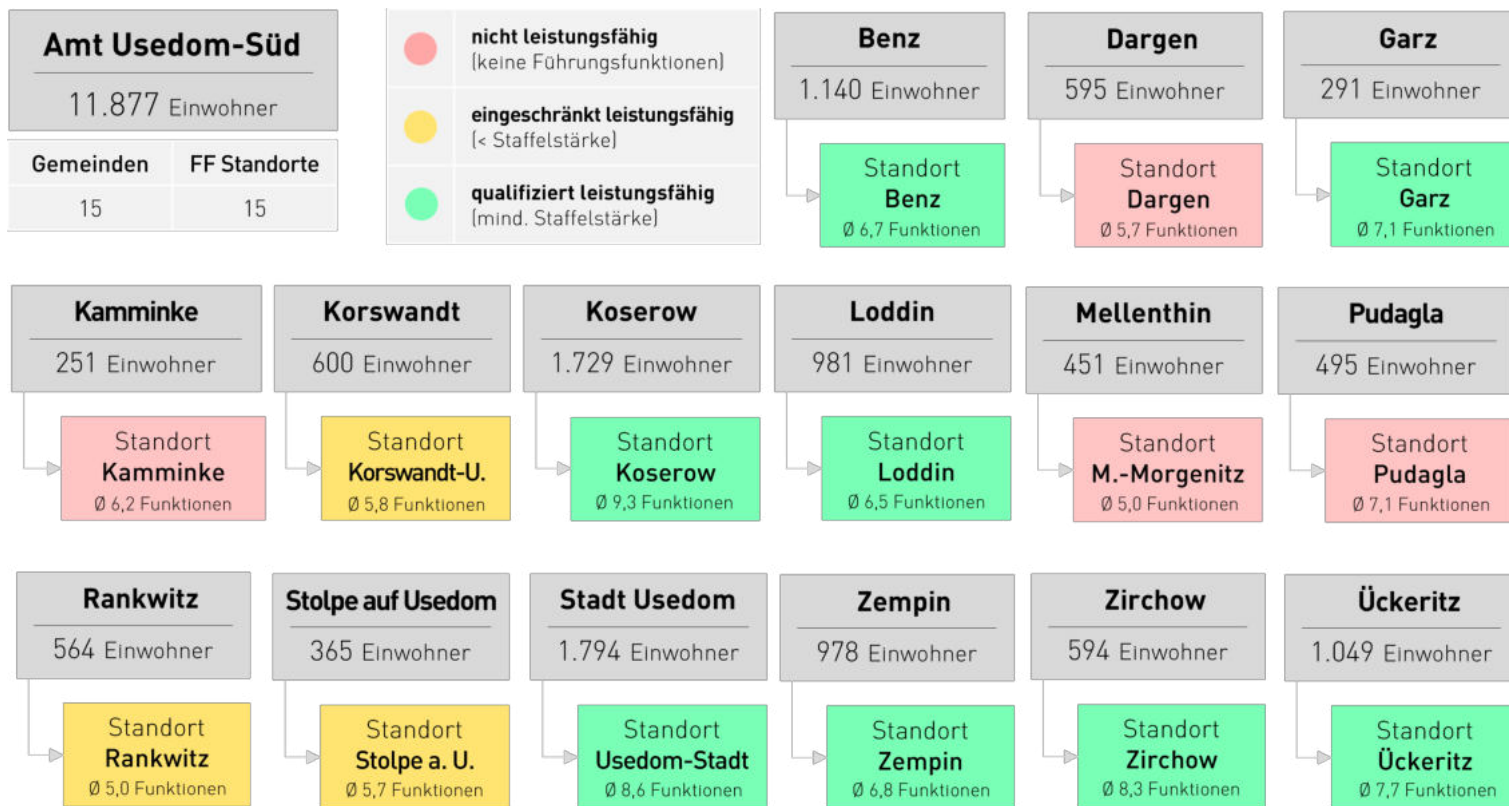 Amt Usedom-Süd
11.877 Einwohner
Gemeinden FF Standorte
15 15
nicht leistungsfähig
(keine Führungsfunktionen)
eingeschränkt leistungsfähig
(< Staffelstärke)
qualifiziert leistungsfähig
(mind. Staffelstärke)
Benz
1.140 Einwohner
Standort
Benz
Ø 6,7 Funktionen
Dargen
595 Einwohner
Standort
Dargen
Ø 5,7 Funktionen
Garz
291 Einwohner
Standort
Garz
Ø 7,1 Funktionen
Kamminke
251 Einwohner
Standort
Kamminke
Ø 6,2 Funktionen
Korswandt
600 Einwohner
Standort
Korswandt-U.
Ø 5,8 Funktionen
Koserow
1.729 Einwohner
Standort
Koserow
Ø 9,3 Funktionen
Loddin
981 Einwohner
Standort
Loddin
Ø 6,5 Funktionen
Mellenthin
451 Einwohner
Standort
M.-Morgenitz
Ø 5,0 Funktionen
Pudagla
495 Einwohner
Standort
Pudagla
Ø 7,1 Funktionen
Rankwitz
564 Einwohner
Standort
Rankwitz
Ø 5,0 Funktionen
Stolpe auf Usedom
365 Einwohner
Standort
Stolpe a. U.
Ø 5,7 Funktionen
Stadt Usedom
1.794 Einwohner
Standort
Usedom-Stadt
Ø 8,6 Funktionen
Zempin
978 Einwohner
Standort
Zempin
Ø 6,8 Funktionen
Zirchow
594 Einwohner
Standort
Zirchow
Ø 8,3 Funktionen
Ückeritz
1.049 Einwohner
Standort
Ückeritz
Ø 7,7 Funktionen